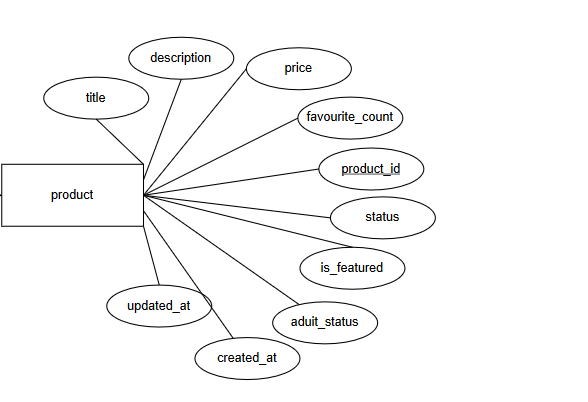 description
price
title
favourite_count
product_id
product
status
is_featured
updated_at
aduit_status
created_at